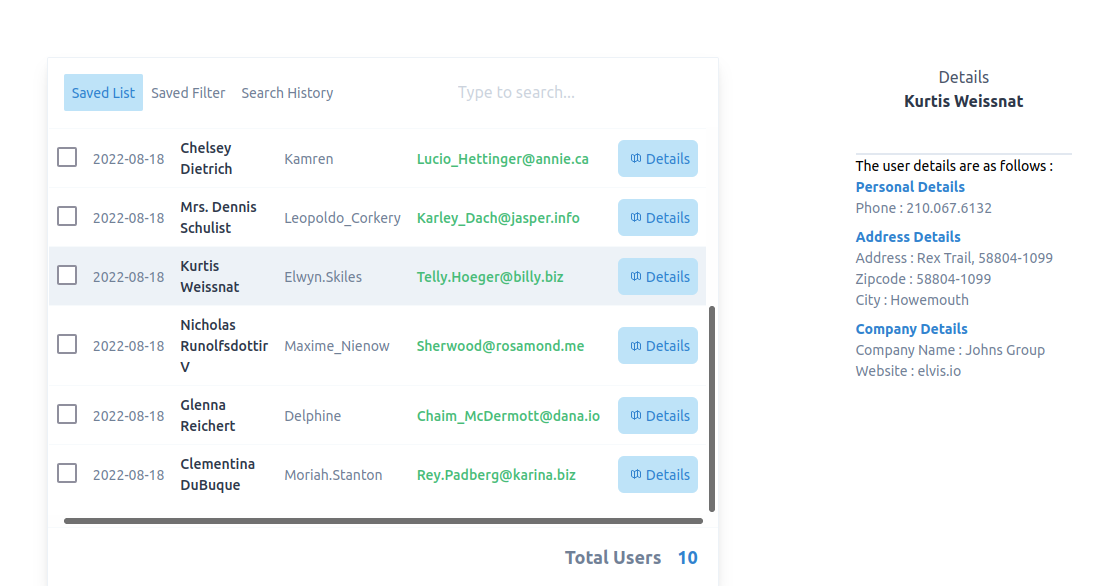 Saved List Saved Filter Search History Type to search...
2022-08-18 Chelsey Dietrich Kamren Lucio_Hettinger@annie.ca Details
2022-08-18 Mrs. Dennis Schulist Leopoldo_Corkery Karley_Dach@jasper.info Details
2022-08-18 Kurtis Weissnat Elwyn.Skiles Telly.Hoeger@billy.biz Details
2022-08-18 Nicholas Runolfsdottir V Maxime_Nienow Sherwood@rosamond.me Details
2022-08-18 Glenna Reichert Delphine Chaim_McDermott@dana.io Details
2022-08-18 Clementina DuBuque Moriah.Stanton Rey.Padberg@karina.biz Details
Total Users 10
Details
Kurtis Weissnat
The user details are as follows :
Personal Details
Phone : 210.067.6132
Address Details
Address : Rex Trail, 58804-1099
Zipcode : 58804-1099
City : Howemouth
Company Details
Company Name : Johns Group
Website : elvis.io